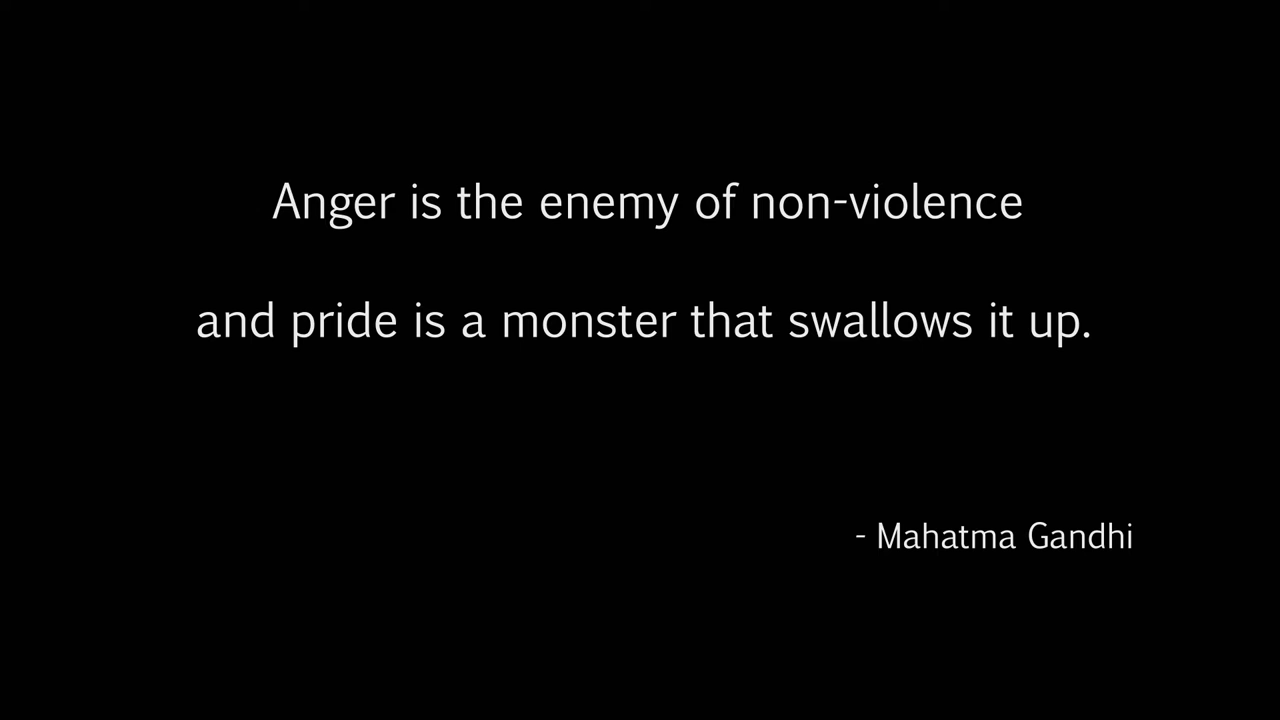 Anger is the enemy of non-violence
and pride is a monster that swallows it up.
- Mahatma Gandhi